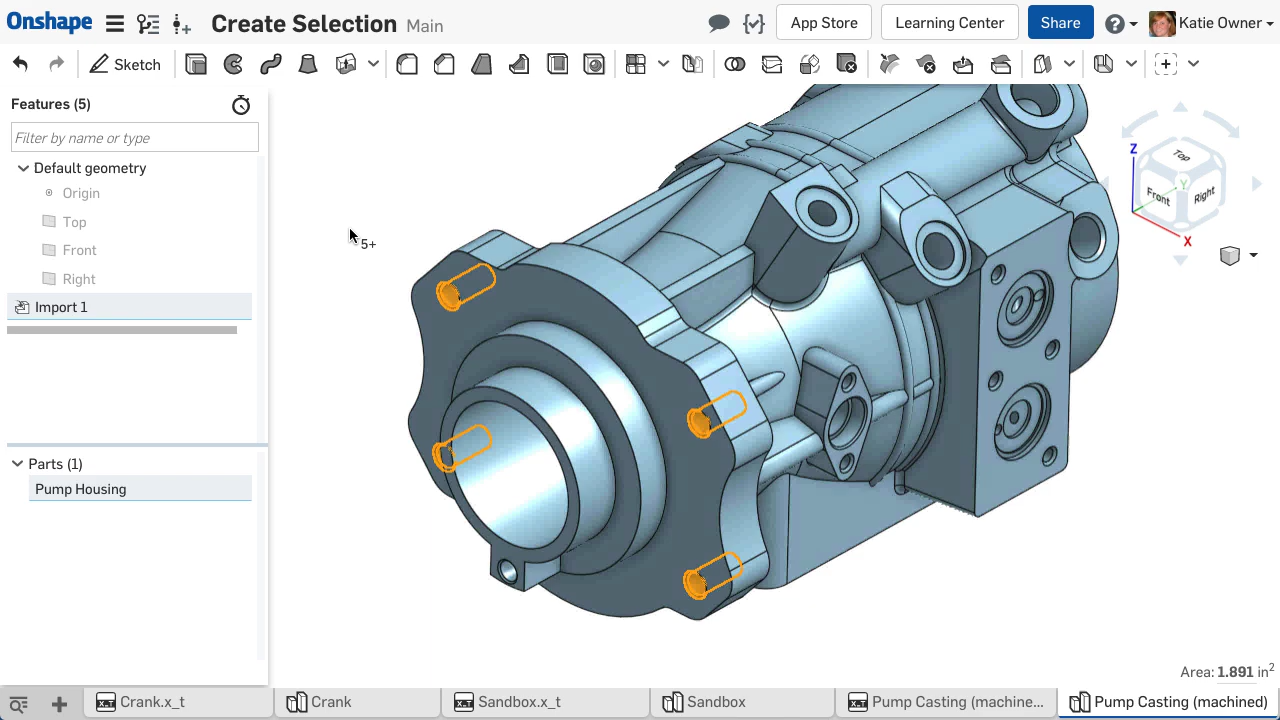 Onshape Create Selection Main App Store Learning Center Share Katie Owner
Sketch
Features (5)
Filter by name or type
Default geometry
Origin
Top
Front
Right
Import 1
Parts (1)
Pump Housing
5+
Top
Z
Y
Front Right
X
Area: 1.891 in²
Crank.x_t Crank Sandbox.x_t Sandbox Pump Casting (machine... Pump Casting (machined)